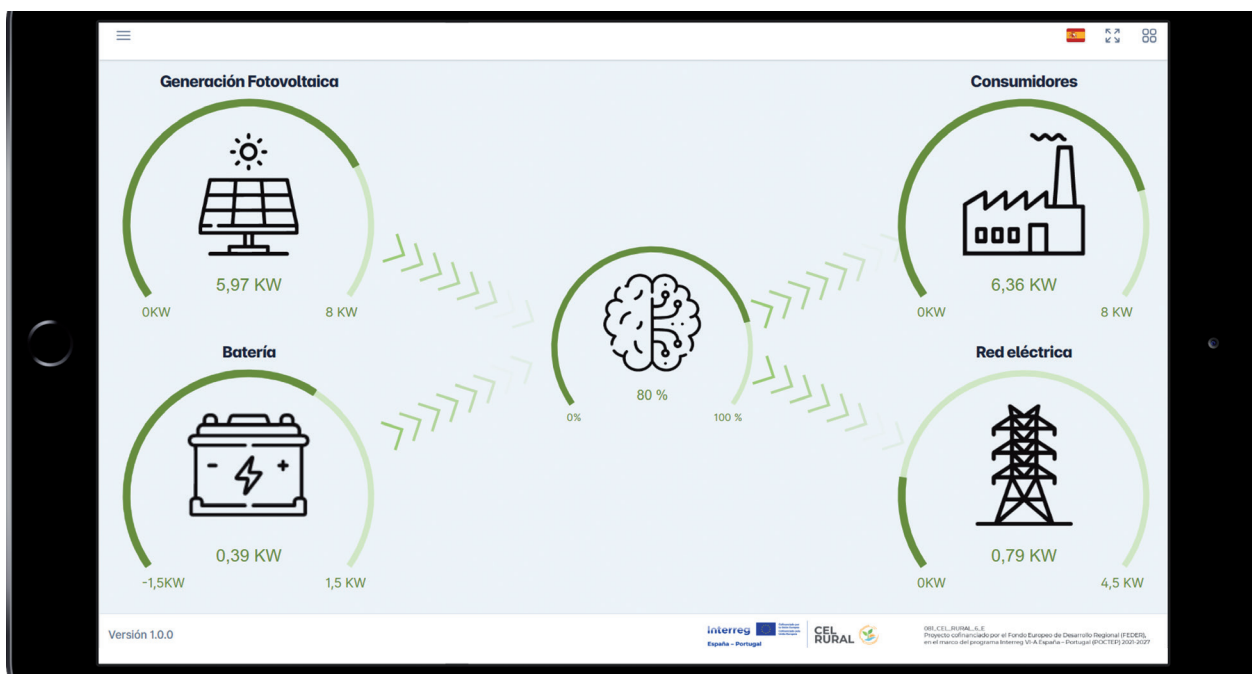 Generación Fotovoltaica
5,97 KW
0KW
8 KW
Consumidores
6,36 KW
0KW
8 KW
80 %
0%
100 %
Batería
0,39 KW
-1,5KW
1,5 KW
Red eléctrica
0,79 KW
0KW
4,5 KW
Versión 1.0.0
Interreg
España – Portugal
CEL
RURAL
0111_CEL_RURAL_6_E
Proyecto cofinanciado por el Fondo Europeo de Desarrollo Regional (FEDER),
en el marco del programa Interreg VI-A España – Portugal (POCTEP) 2021-2027